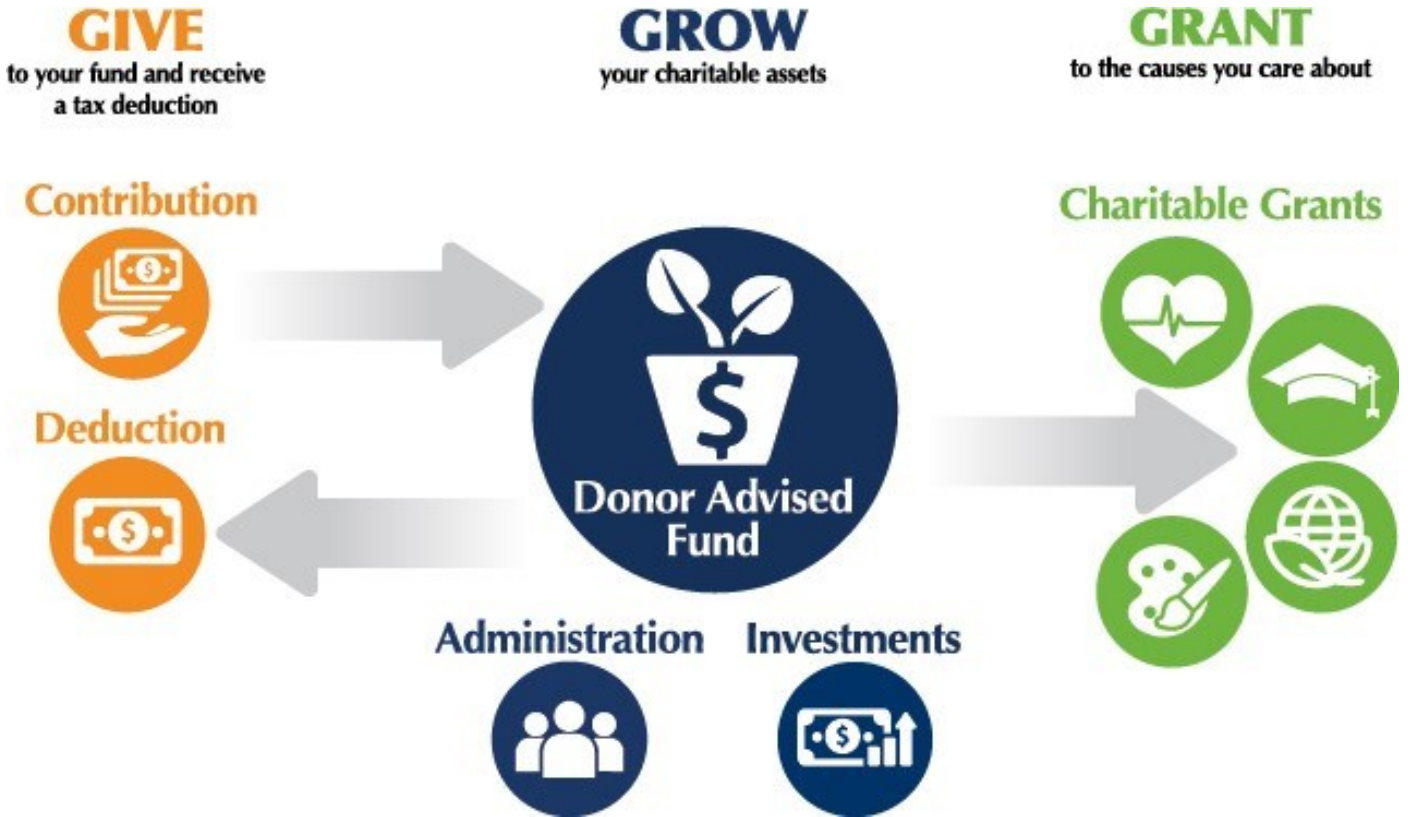 GIVE
to your fund and receive
a tax deduction
GROW
your charitable assets
GRANT
to the causes you care about
Contribution
$
Deduction
$
$
Donor Advised
Fund
Administration
Investments
$
Charitable Grants